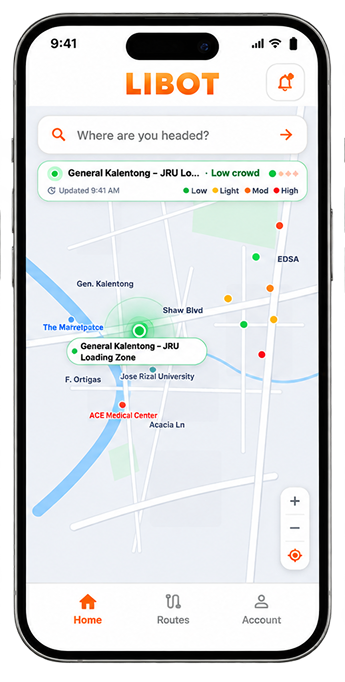 9:41
LIBOT
Where are you headed?
General Kalentong – JRU Lo... · Low crowd
Updated 9:41 AM
Low Light Mod High
EDSA
Gen. Kalentong
Shaw Blvd
The Marretpotce
General Kalentong – JRU
Loading Zone
F. Ortigas
Jose Rizal University
ACE Medical Center
Acacia Ln
+
−
Home Routes Account